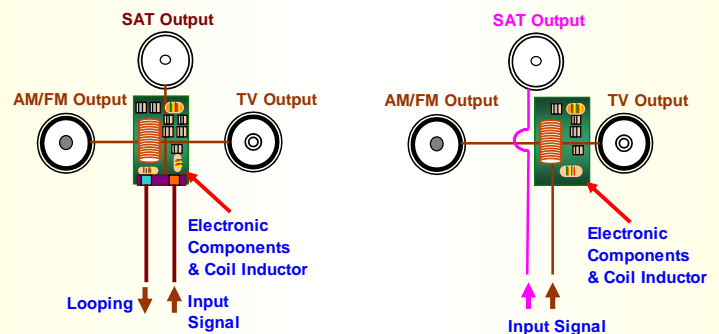 SAT Output
AM/FM Output
TV Output
Electronic
Components
& Coil Inductor
Looping
Input
Signal
SAT Output
AM/FM Output
TV Output
Electronic
Components
& Coil Inductor
Input Signal